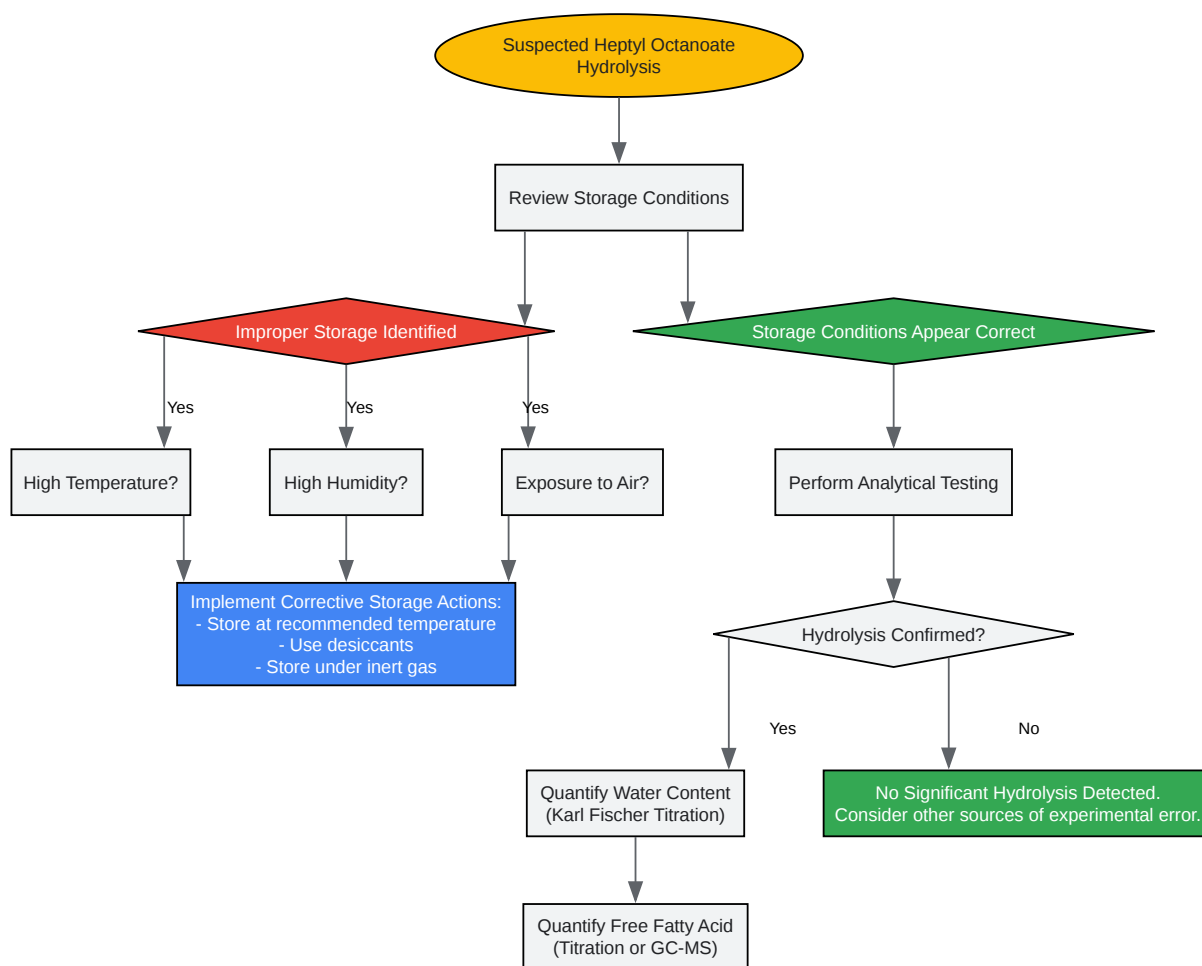 Suspected Heptyl Octanoate
Hydrolysis
Review Storage Conditions
Improper Storage Identified
Storage Conditions Appear Correct
Yes
Yes
Yes
High Temperature?
High Humidity?
Exposure to Air?
Perform Analytical Testing
Implement Corrective Storage Actions:
- Store at recommended temperature
- Use desiccants
- Store under inert gas
Hydrolysis Confirmed?
Yes
No
Quantify Water Content
(Karl Fischer Titration)
No Significant Hydrolysis Detected.
Consider other sources of experimental error.
Quantify Free Fatty Acid
(Titration or GC-MS)